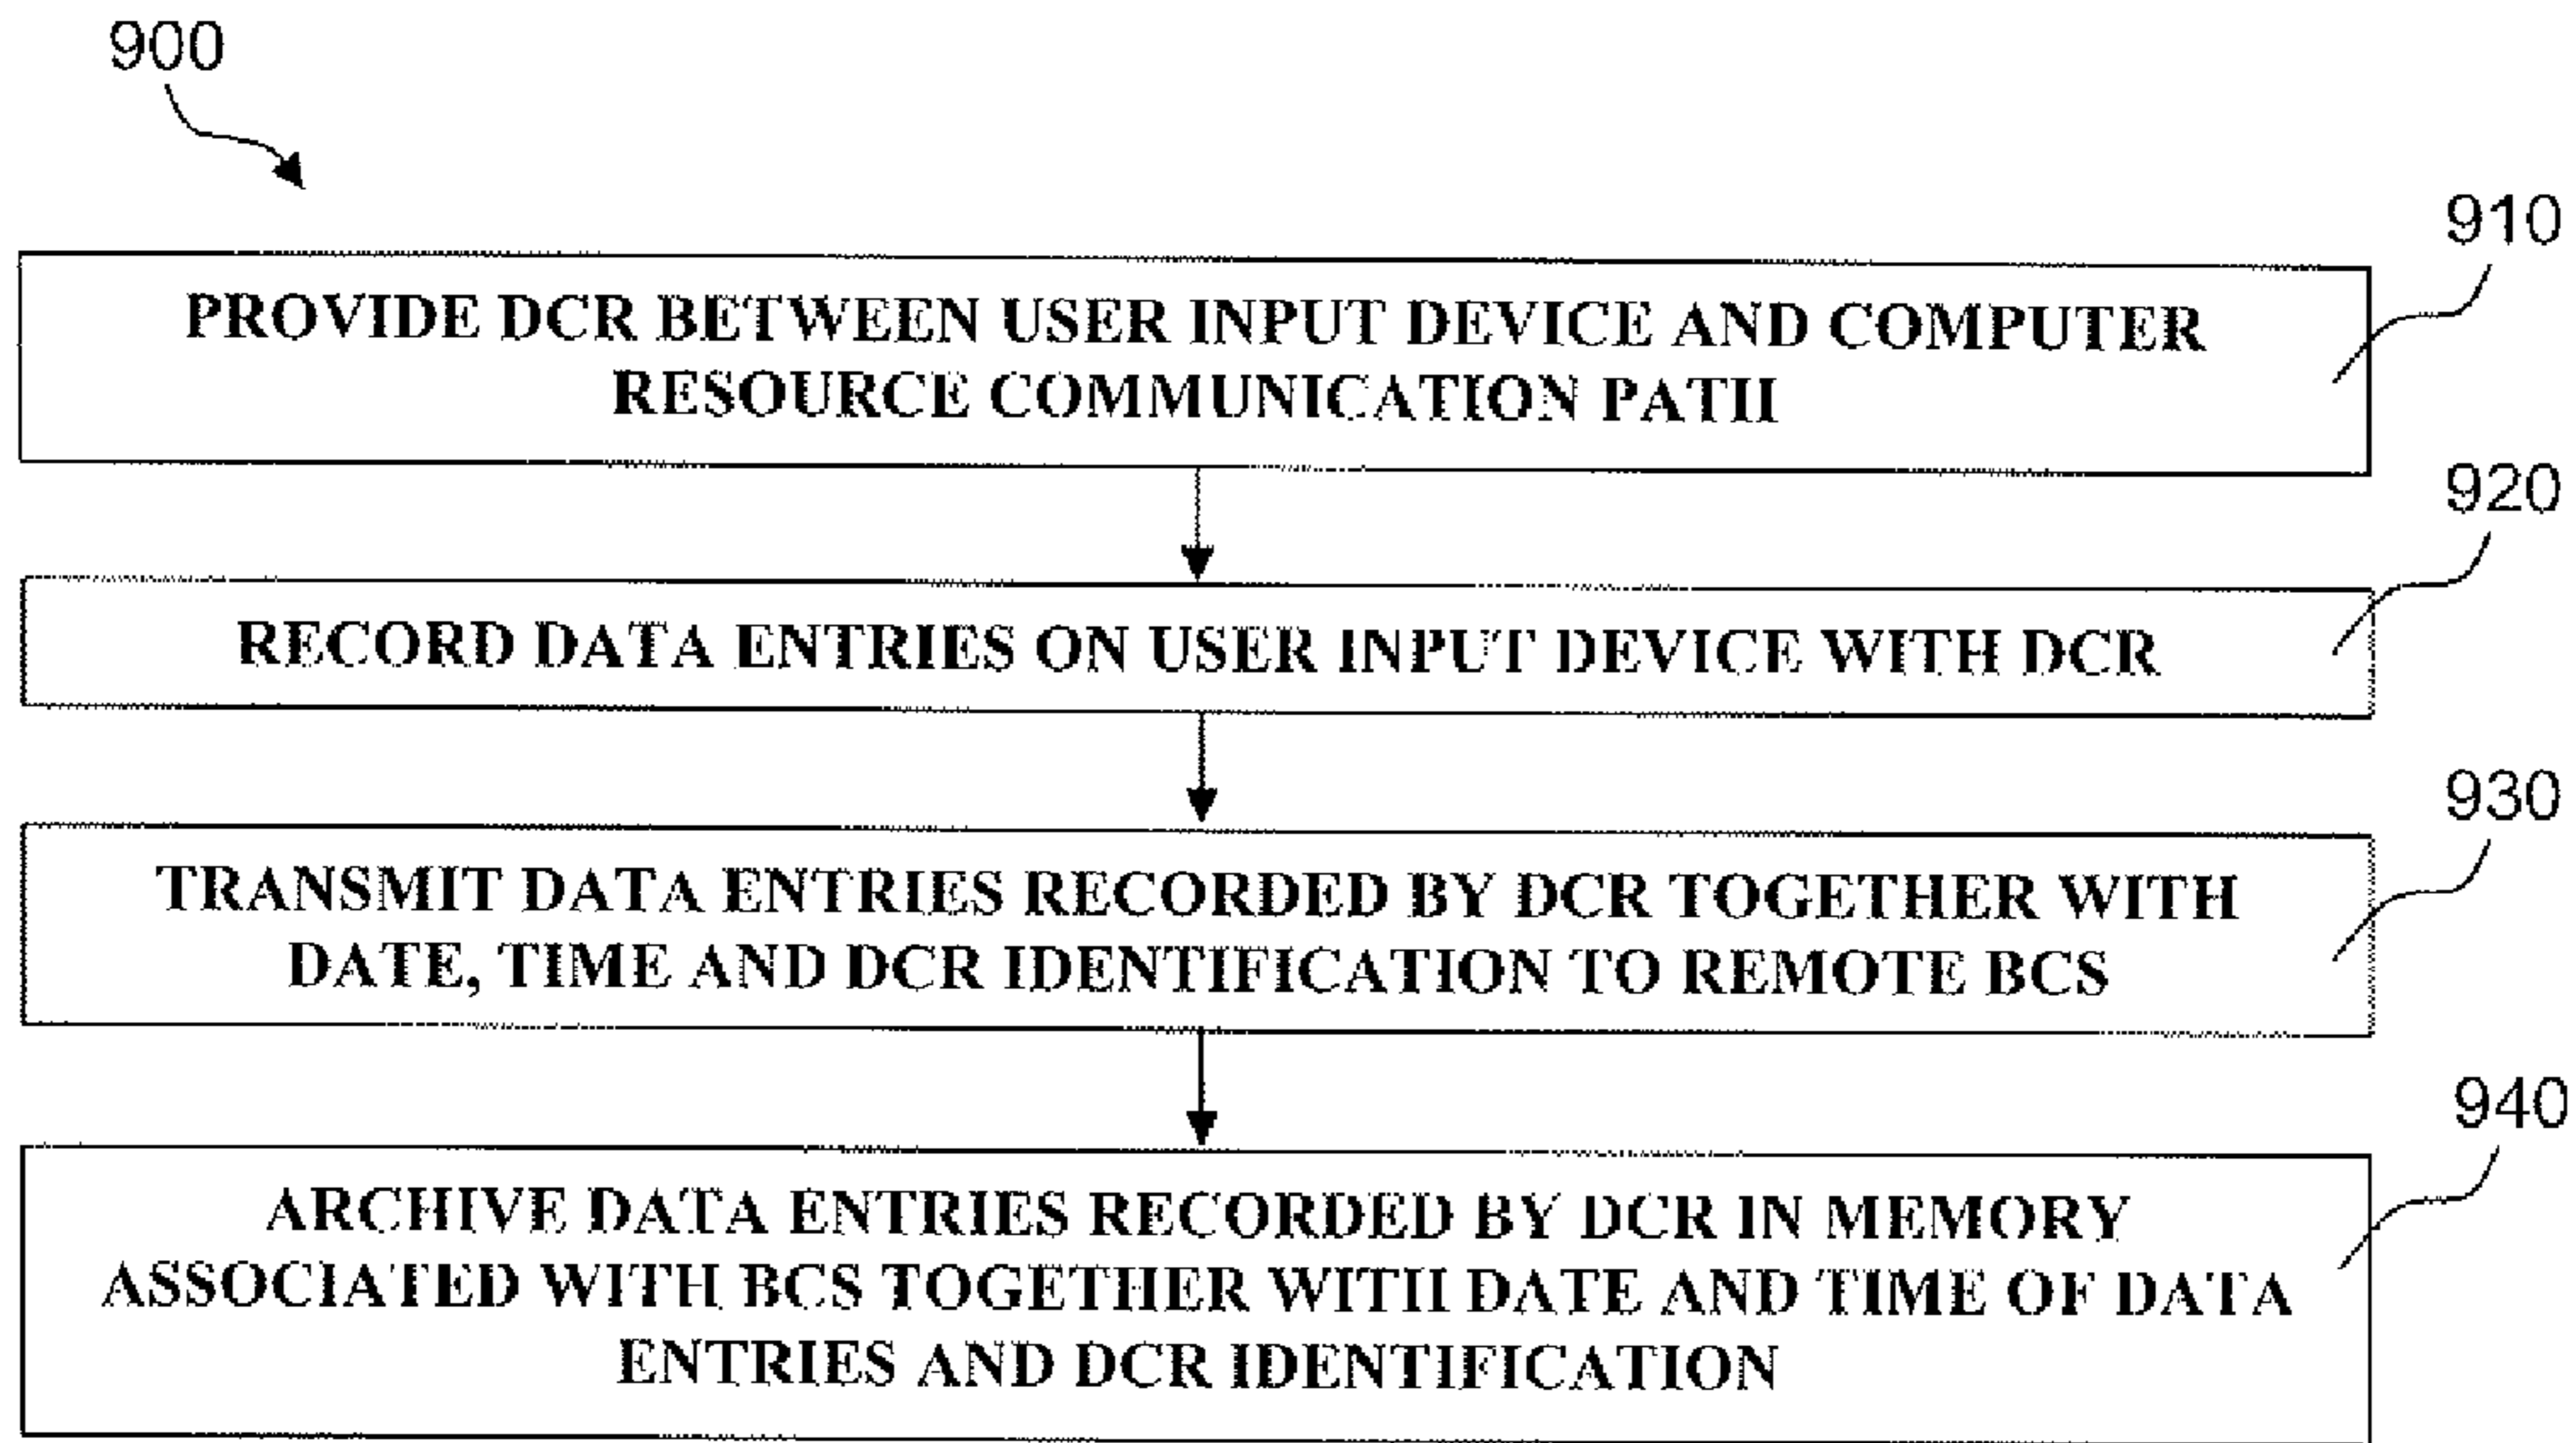 900
910
PROVIDE DCR BETWEEN USER INPUT DEVICE AND COMPUTER
RESOURCE COMMUNICATION PATH
920
RECORD DATA ENTRIES ON USER INPUT DEVICE WITH DCR
930
TRANSMIT DATA ENTRIES RECORDED BY DCR TOGETHER WITH
DATE, TIME AND DCR IDENTIFICATION TO REMOTE BCS
940
ARCHIVE DATA ENTRIES RECORDED BY DCR IN MEMORY
ASSOCIATED WITH BCS TOGETHER WITH DATE AND TIME OF DATA
ENTRIES AND DCR IDENTIFICATION